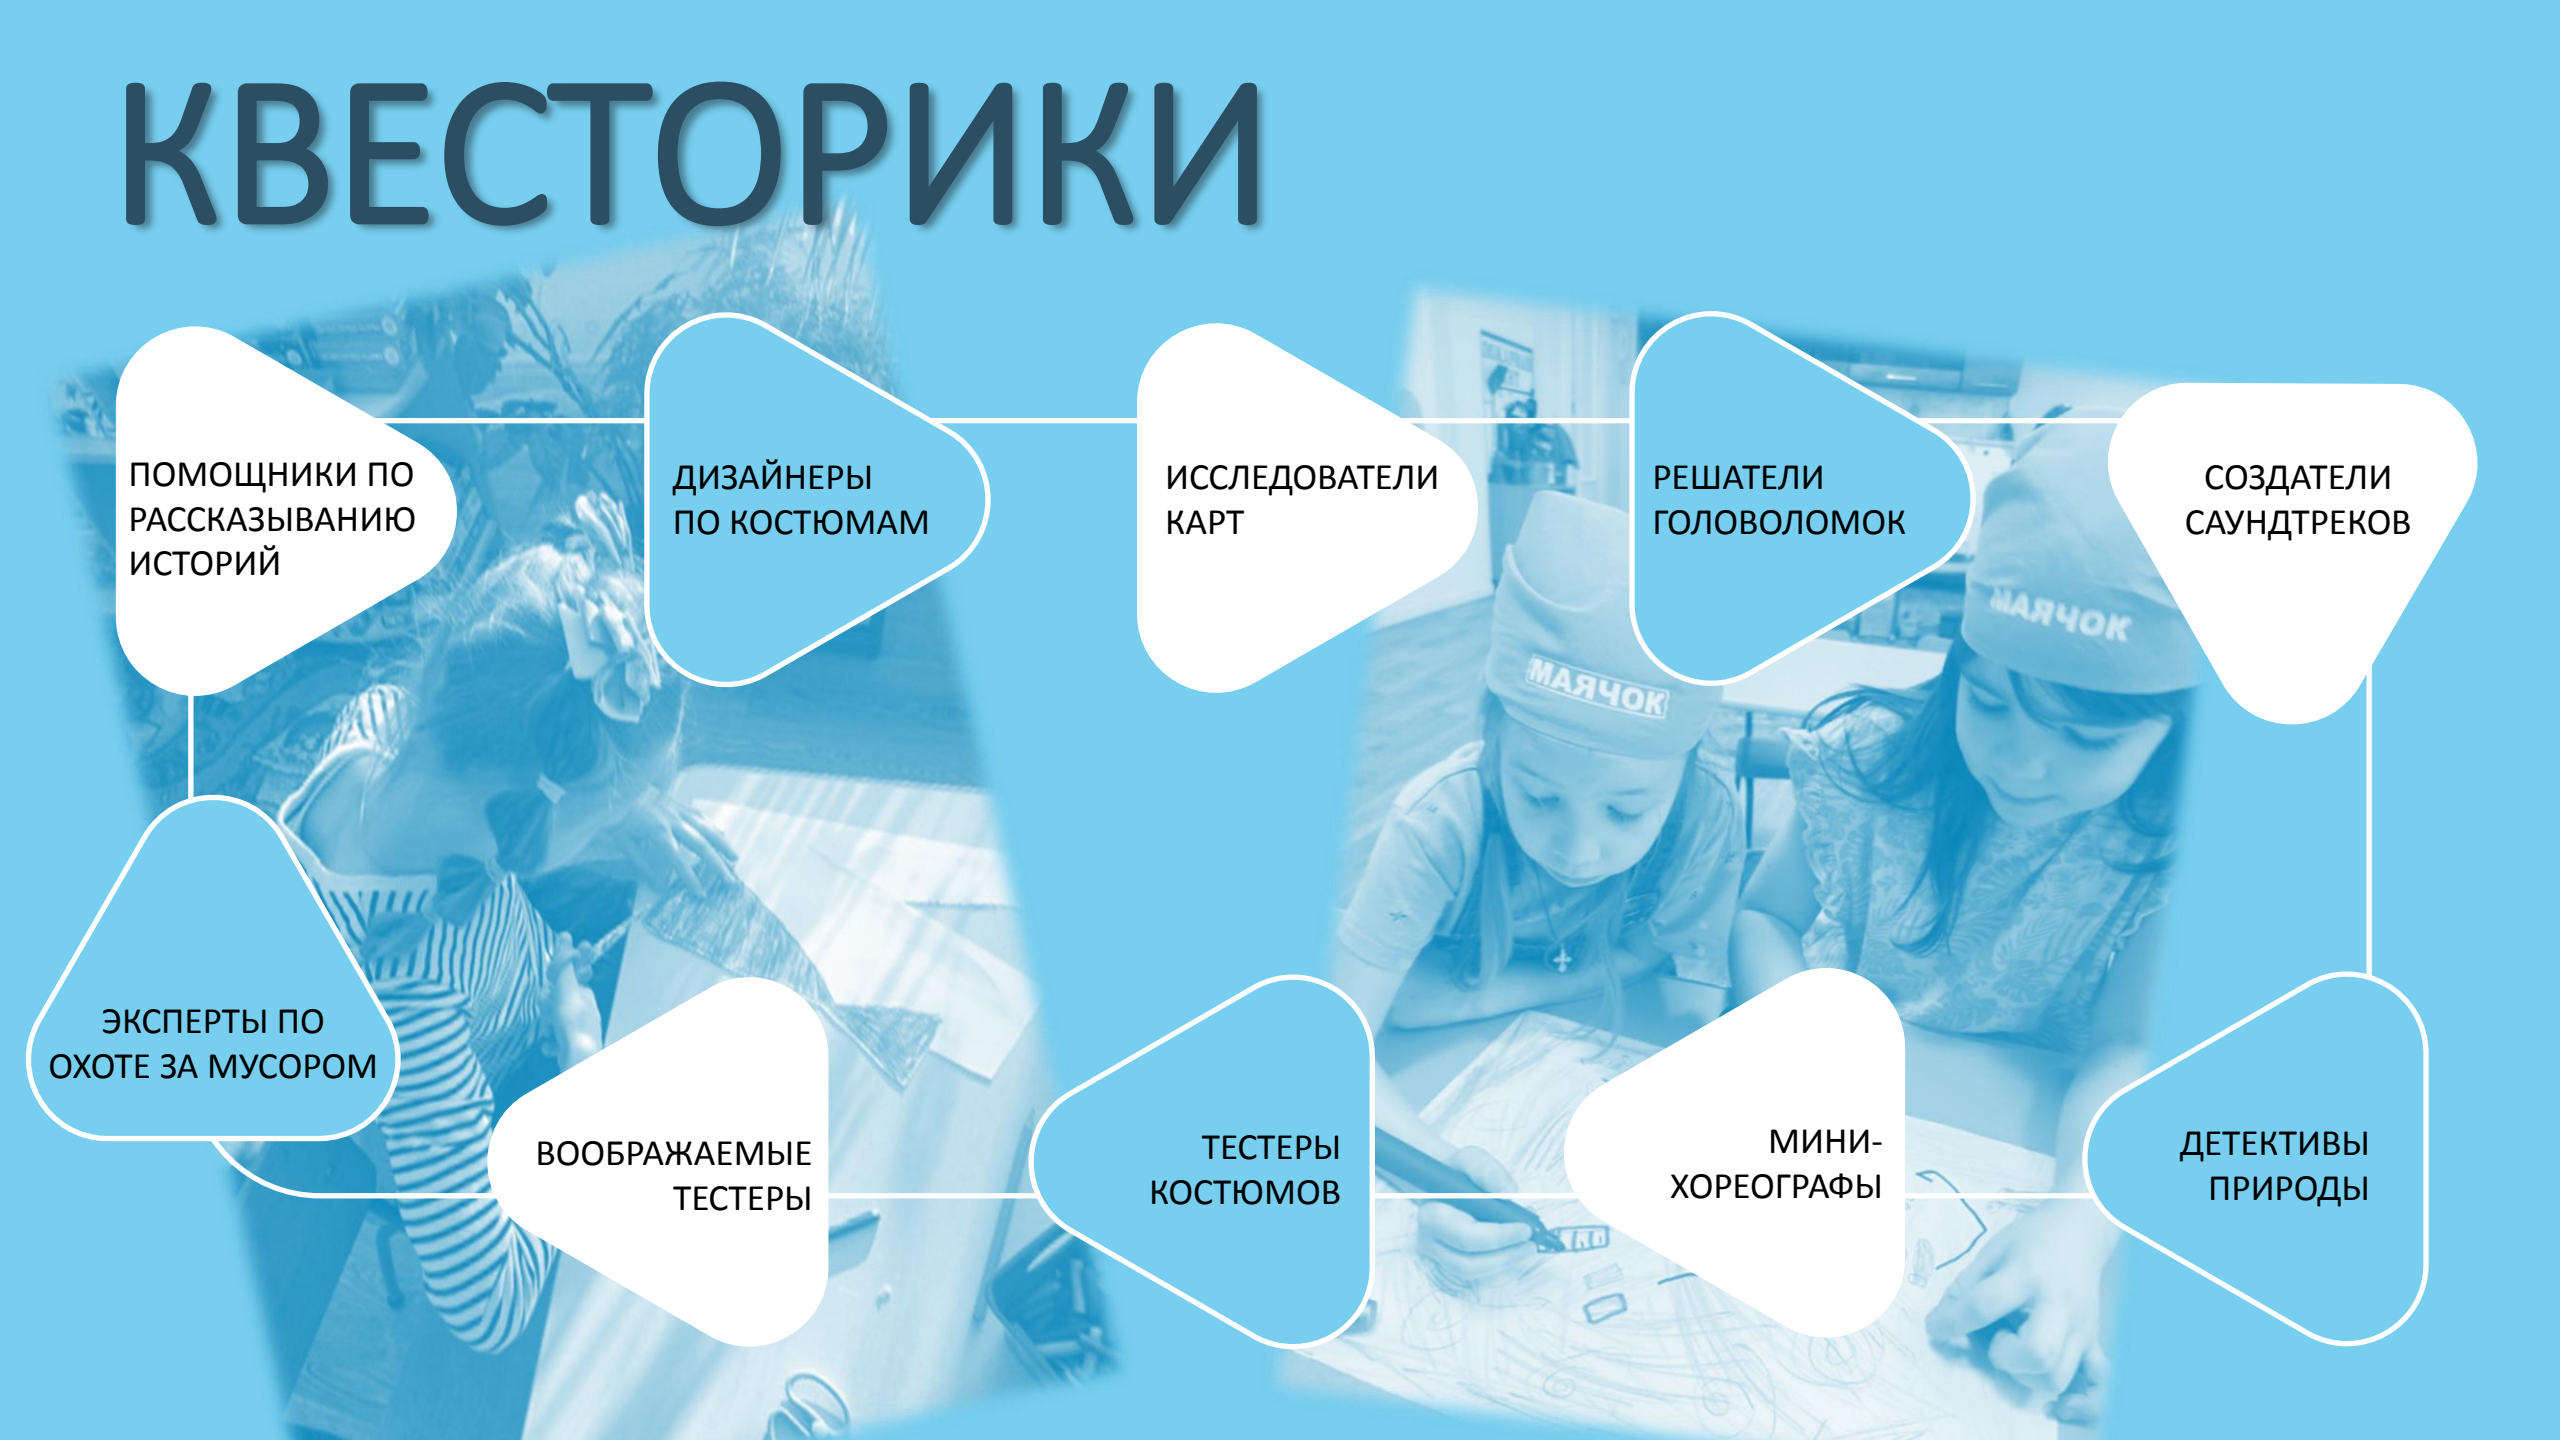 КВЕСТОРИКИ
ПОМОЩНИКИ ПО
РАССКАЗЫВАНИЮ
ИСТОРИЙ
ДИЗАЙНЕРЫ
ПО КОСТЮМАМ
ИССЛЕДОВАТЕЛИ
КАРТ
РЕШАТЕЛИ
ГОЛОВОЛОМОК
СОЗДАТЕЛИ
САУНДТРЕКОВ
МАЯЧОК
МАЯЧОК
ЭКСПЕРТЫ ПО
ОХОТЕ ЗА МУСОРОМ
ВООБРАЖАЕМЫЕ
ТЕСТЕРЫ
ТЕСТЕРЫ
КОСТЮМОВ
МИНИ-
ХОРЕОГРАФЫ
ДЕТЕКТИВЫ
ПРИРОДЫ